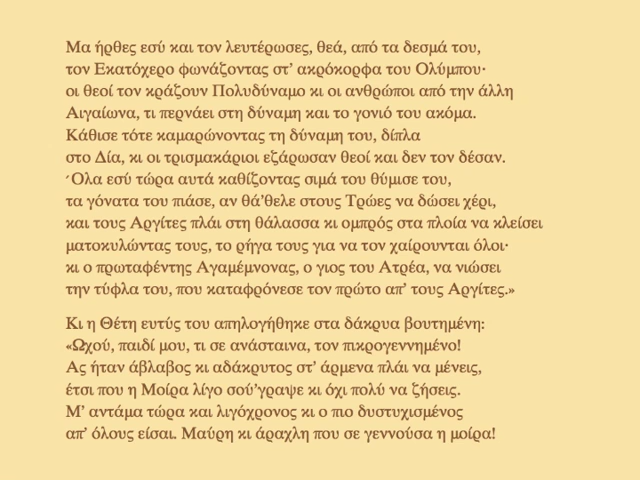 Μα ήρθες εσύ και τον λευτέρωσες, θεά, από τα δεσμά του,
τον Εκατόχερο φωνάζοντας στ’ ακρόκορφα του Ολύμπου·
οι θεοί τον κράζουν Πολυδύναμο κι οι ανθρώποι από την άλλη
Αιγαίωνα, τι περνάει στη δύναμη και το γονιό του ακόμα.
Κάθισε τότε καμαρώνοντας τη δύναμη του, δίπλα
στο Δία, κι οι τρισμακάριοι εζάρωσαν θεοί και δεν τον δέσαν.
΄Ολα εσύ τώρα αυτά καθίζοντας σιμά του θύμισε του,
τα γόνατα του πιάσε, αν θά’θελε στους Τρώες να δώσει χέρι,
και τους Αργίτες πλάι στη θάλασσα κι ομπρός στα πλοία να κλείσει
ματοκυλώντας τους, το ρήγα τους για να τον χαίρουνται όλοι·
κι ο πρωταφέντης Αγαμέμνονας, ο γιος του Ατρέα, να νιώσει
την τύφλα του, που καταφρόνεσε τον πρώτο απ’ τους Αργίτες.»
Κι η Θέτη ευτύς του απηλογήθηκε στα δάκρυα βουτημένη:
«Ωχού, παιδί μου, τι σε ανάσταινα, τον πικρογεννημένο!
Ας ήταν άβλαβος κι αδάκρυτος στ’ άρμενα πλάι να μένεις,
έτσι που η Μοίρα λίγο σού’γραψε κι όχι πολύ να ζήσεις.
Μ’ αντάμα τώρα και λιγόχρονος κι ο πιο δυστυχισμένος
απ’ όλους είσαι. Μαύρη κι άραχλη που σε γεννούσα η μοίρα!